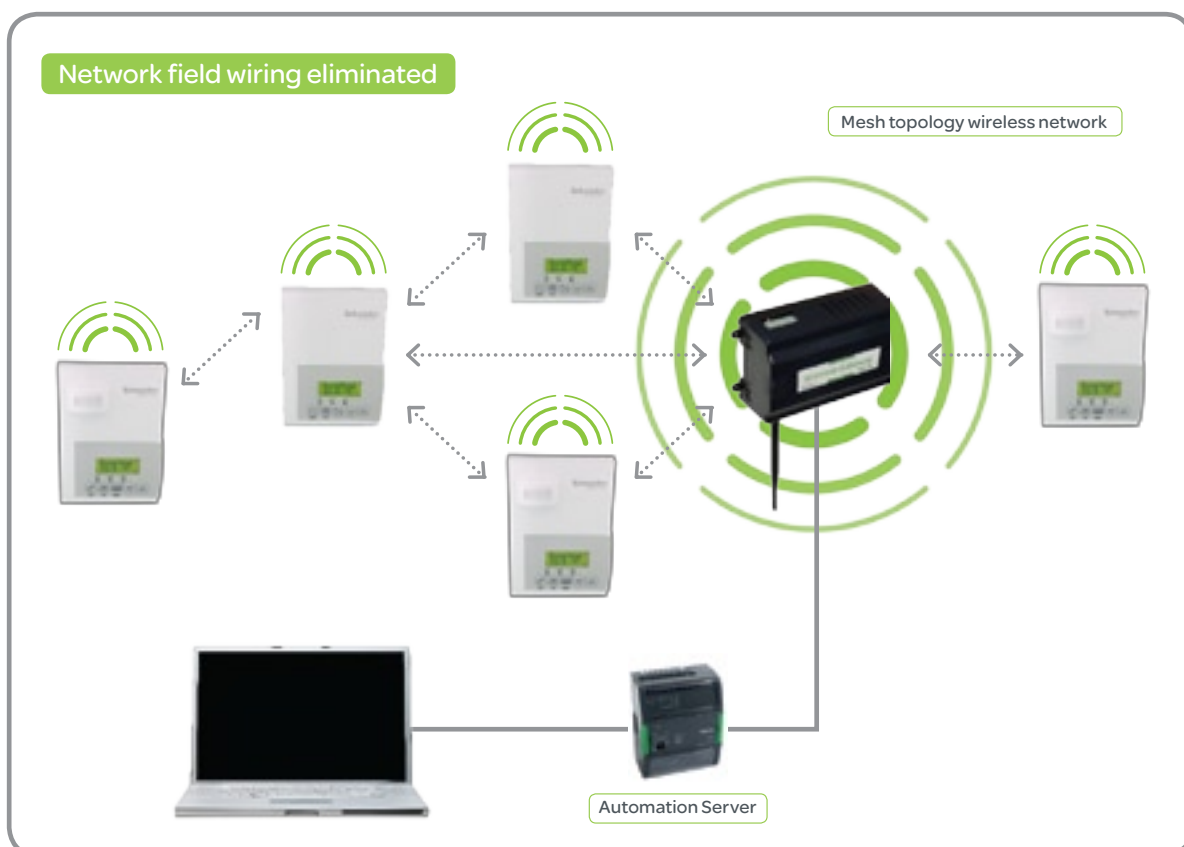 Network field wiring eliminated
Mesh topology wireless network
Automation Server